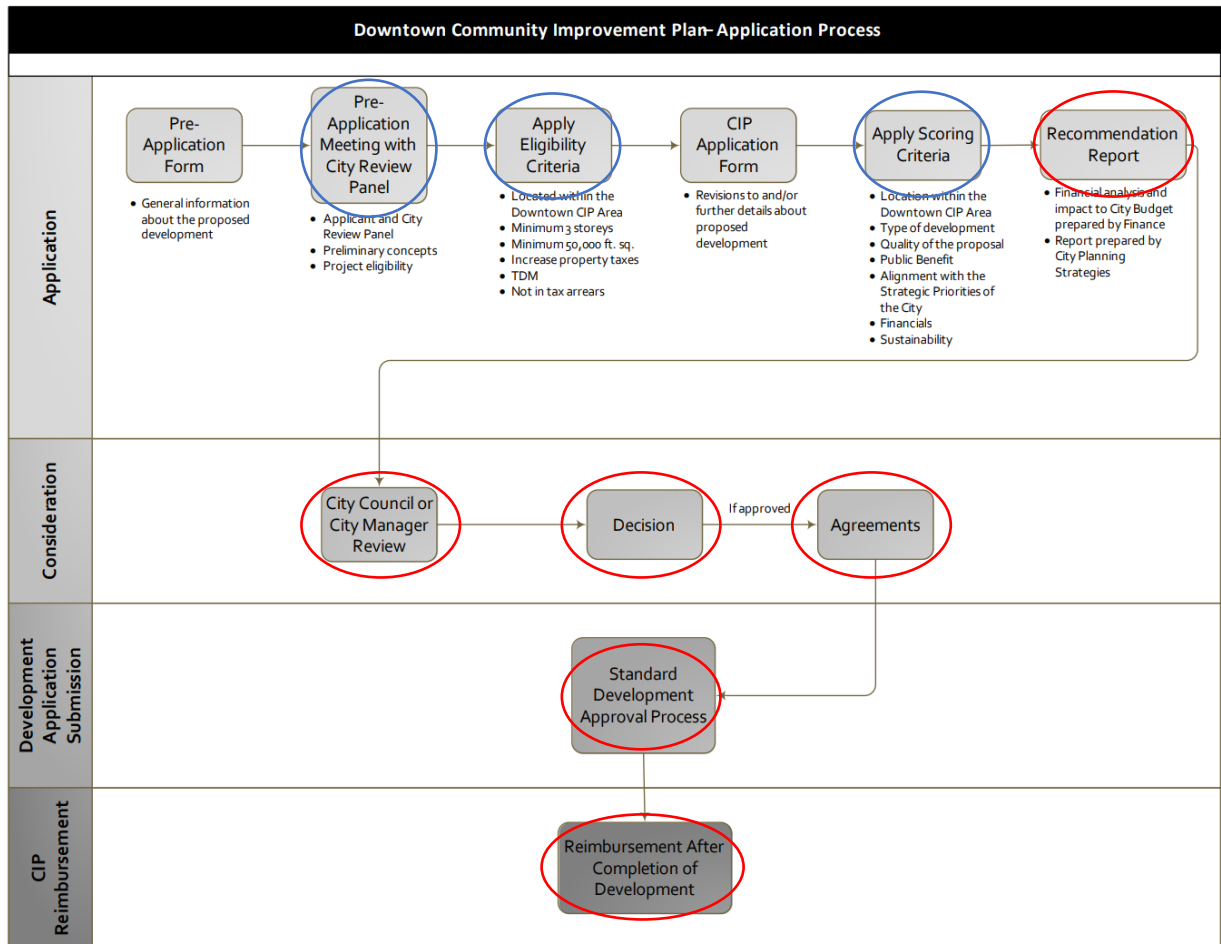 Downtown Community Improvement Plan– Application Process
Application
Pre-
Application
Form
• General information
about the proposed
development
Pre-
Application
Meeting with
City Review
Panel
• Applicant and City
Review Panel
• Preliminary concepts
• Project eligibility
Apply
Eligibility
Criteria
• Located within the
Downtown CIP Area
• Minimum 3 storeys
• Minimum 50,000 ft. sq.
• Increase property taxes
• TDM
• Not in tax arrears
CIP
Application
Form
• Revisions to and/or
further details about
proposed
development
Apply Scoring
Criteria
• Location within the
Downtown CIP Area
• Type of development
• Quality of the proposal
• Public Benefit
• Alignment with the
Strategic Priorities of
the City
• Financials
• Sustainability
Recommendation
Report
• Financial analysis and
impact to City Budget
prepared by Finance
• Report prepared by
City Planning
Strategies
Consideration
City Council or
City Manager
Review
Decision
If approved
Agreements
Development
Application
Submission
Standard
Development
Approval Process
CIP
Reimbursement
Reimbursement After
Completion of
Development